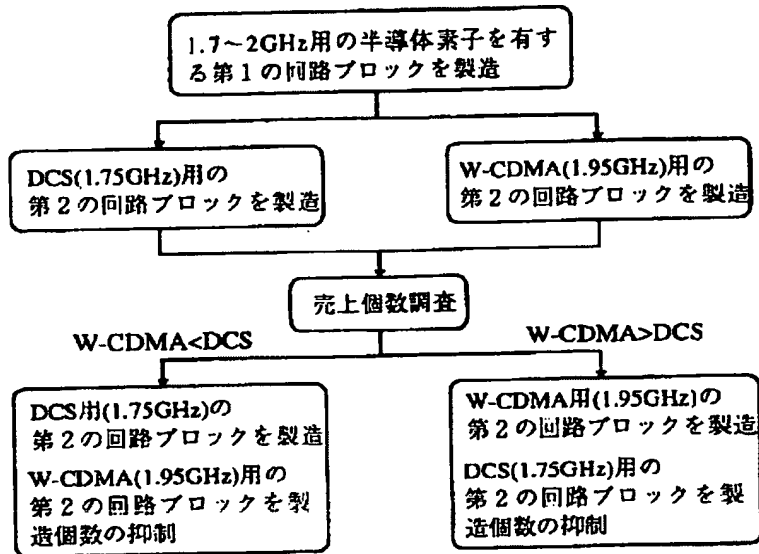 1.7~2GHz用の半導体素子を有す
る第1の回路ブロックを製造
DCS(1.75GHz)用の
第2の回路ブロックを製造
W-CDMA(1.95GHz)用の
第2の回路ブロックを製造
売上個数調査
W-CDMA<DCS
W-CDMA>DCS
DCS用(1.75GHz)の
第2の回路ブロックを製造
W-CDMA(1.95GHz)用の
第2の回路ブロックを製
造個数の抑制
W-CDMA用(1.95GHz)の
第2の回路ブロックを製造
DCS(1.75GHz)用の
第2の回路ブロックを製
造個数の抑制